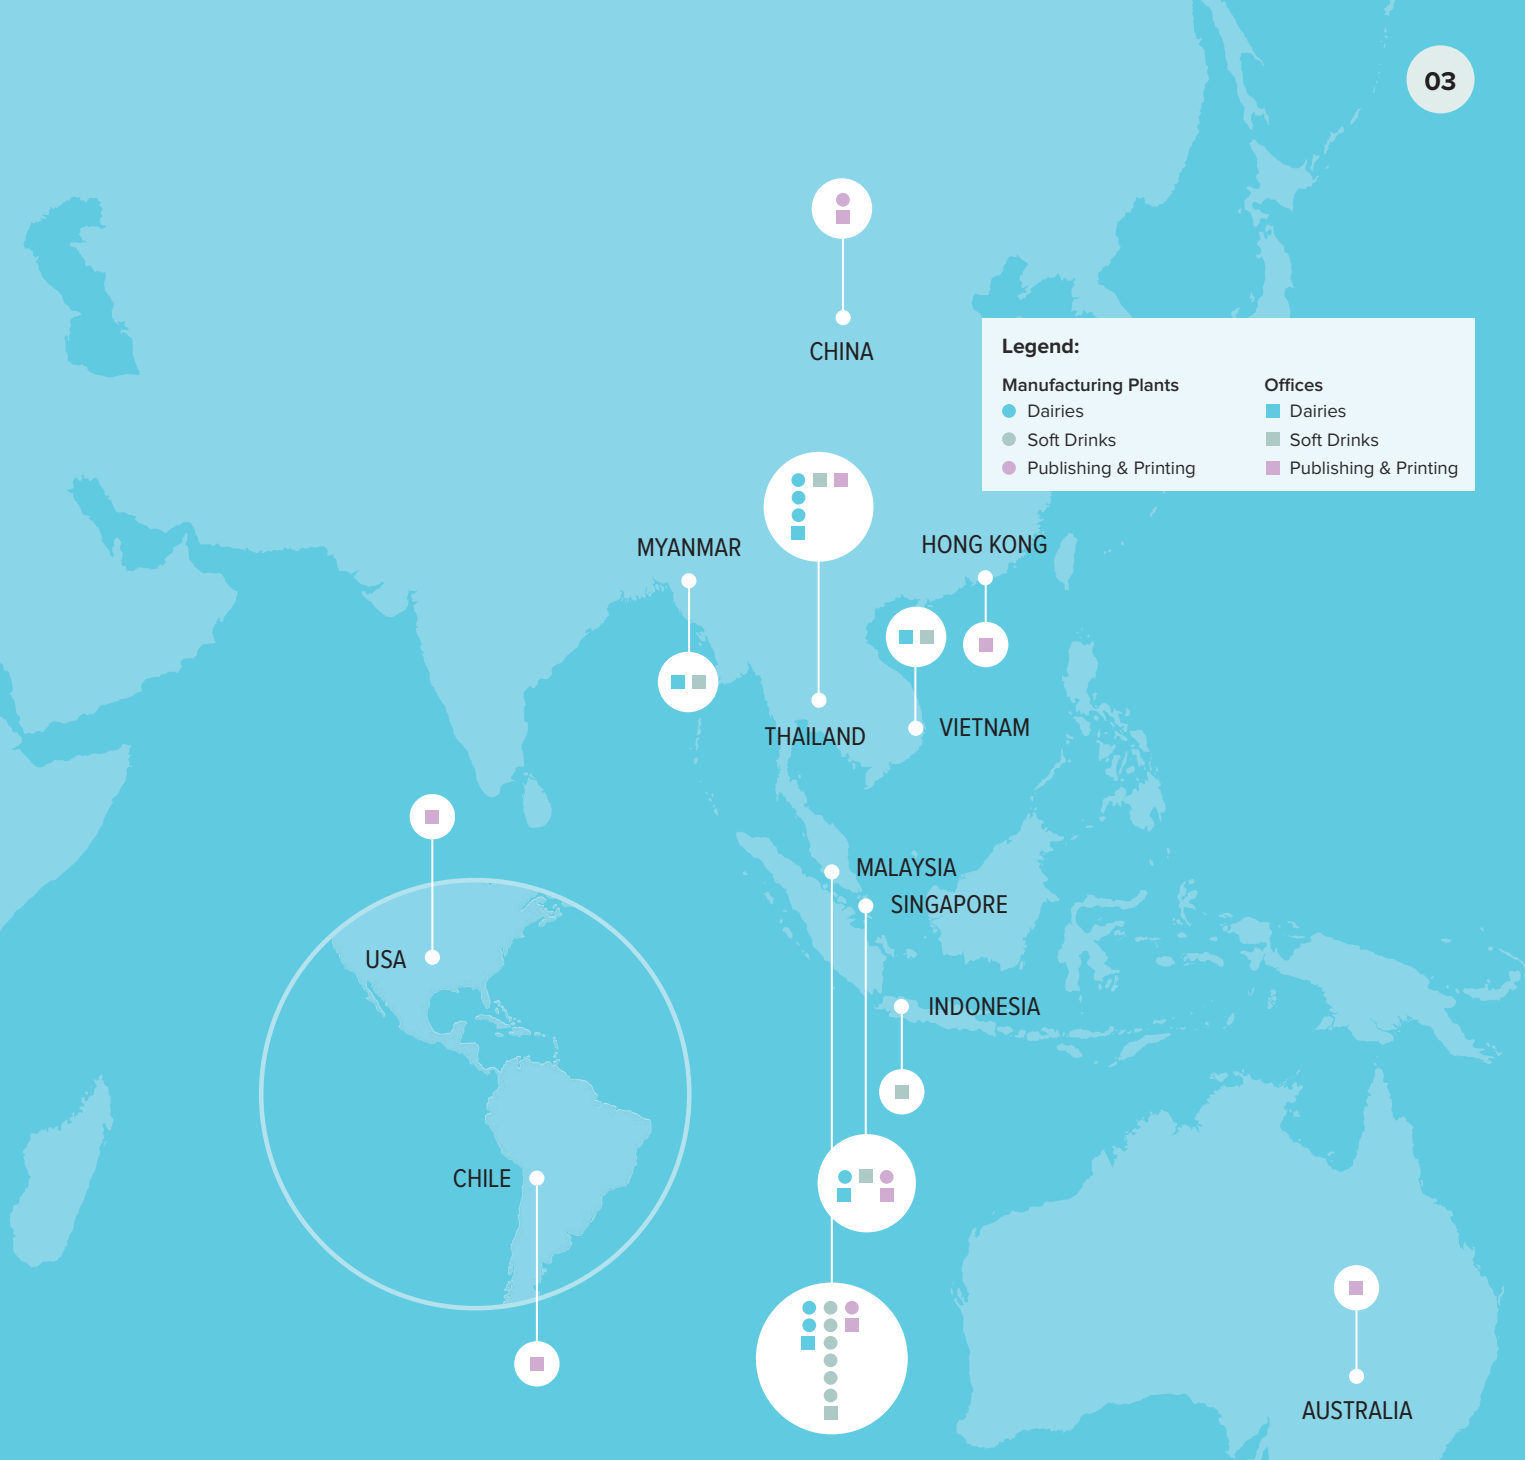 03
CHINA
Legend:
Manufacturing Plants
Dairies
Soft Drinks
Publishing & Printing
Offices
Dairies
Soft Drinks
Publishing & Printing
MYANMAR
HONG KONG
THAILAND
VIETNAM
MALAYSIA
SINGAPORE
USA
INDONESIA
CHILE
AUSTRALIA